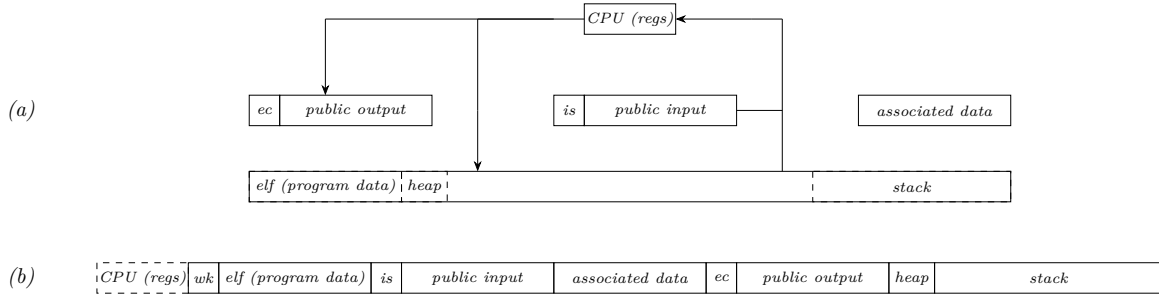 CPU (regs)
(a) ec public output is public input associated data
elf (program data) heap stack
(b) CPU (regs) wk elf (program data) is public input associated data ec public output heap stack